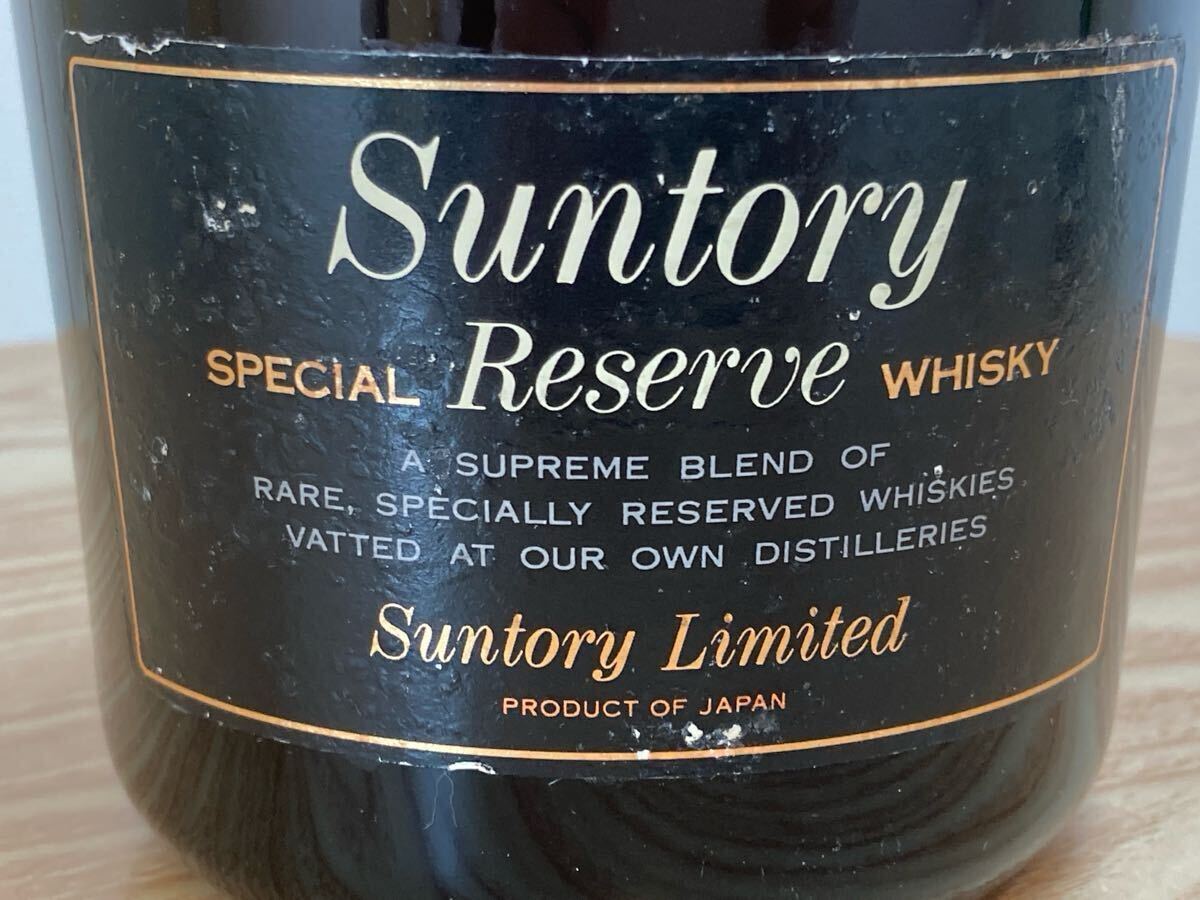 Suntory
SPECIAL Reserve WHISKY
A SUPREME BLEND OF
RARE, SPECIALLY RESERVED WHISKIES
VATTED AT OUR OWN DISTILLERIES
Suntory Limited
PRODUCT OF JAPAN